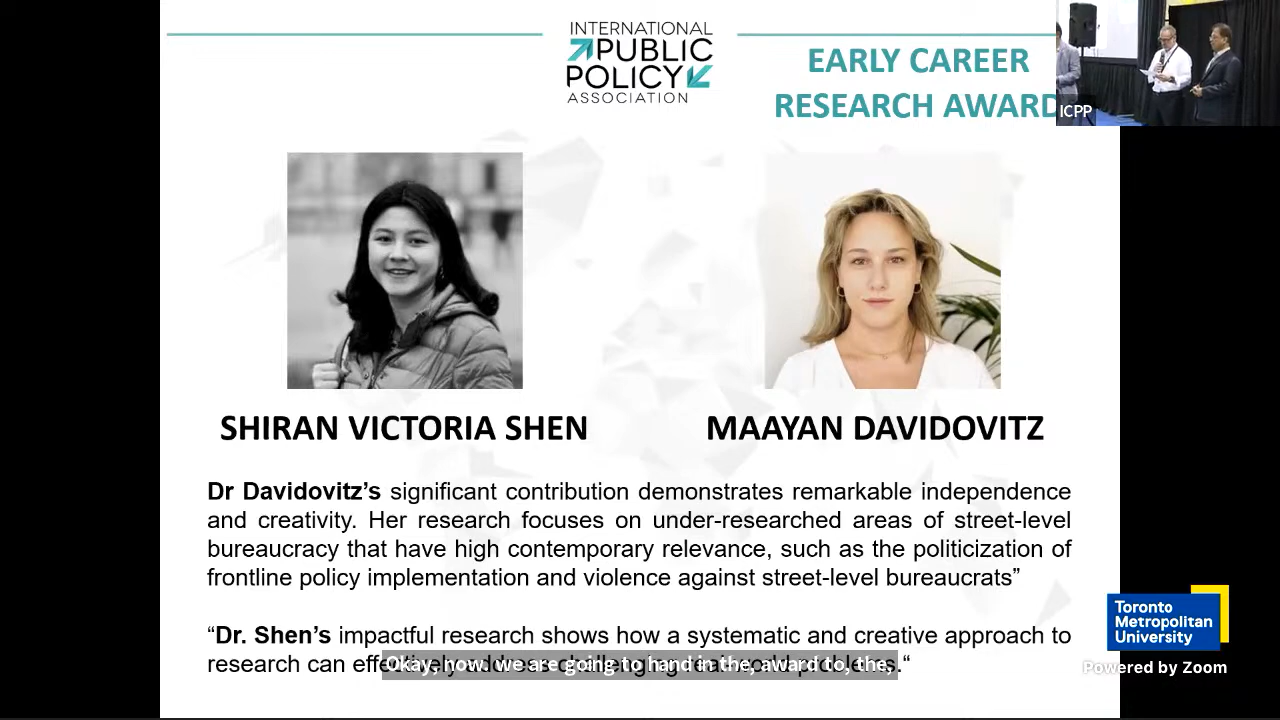 INTERNATIONAL
PUBLIC
POLICY
ASSOCIATION
EARLY CAREER
RESEARCH AWARD
ICPP
SHIRAN VICTORIA SHEN
MAAYAN DAVIDOVITZ
Dr Davidovitz’s significant contribution demonstrates remarkable independence
and creativity. Her research focuses on under-researched areas of street-level
bureaucracy that have high contemporary relevance, such as the politicization of
frontline policy implementation and violence against street-level bureaucrats”
“Dr. Shen’s impactful research shows how a systematic and creative approach to
research can
Okay, now. we are going to hand in the, award to, the,
Toronto
Metropolitan
University
Powered by Zoom